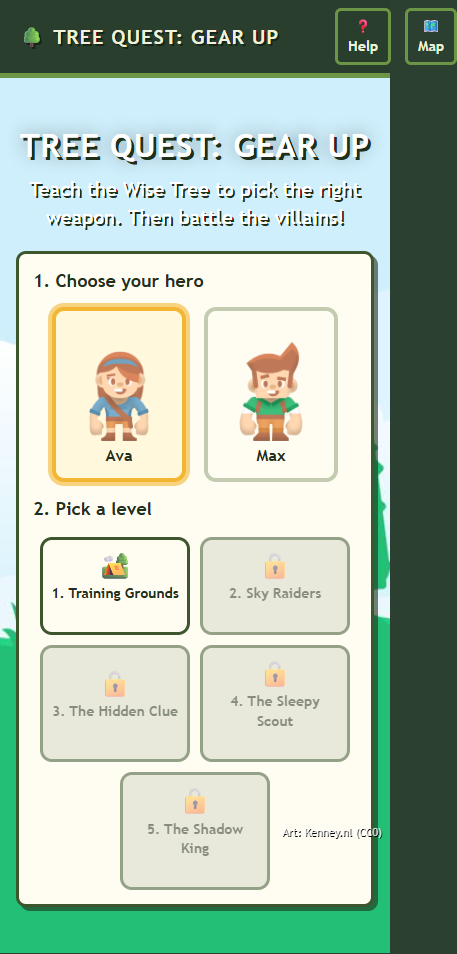 TREE QUEST: GEAR UP
Help
Map
TREE QUEST: GEAR UP
Teach the Wise Tree to pick the right
weapon. Then battle the villains!
1. Choose your hero
Ava
Max
2. Pick a level
1. Training Grounds
2. Sky Raiders
3. The Hidden Clue
4. The Sleepy
Scout
5. The Shadow
King
Art: Kenney.nl (CC0)